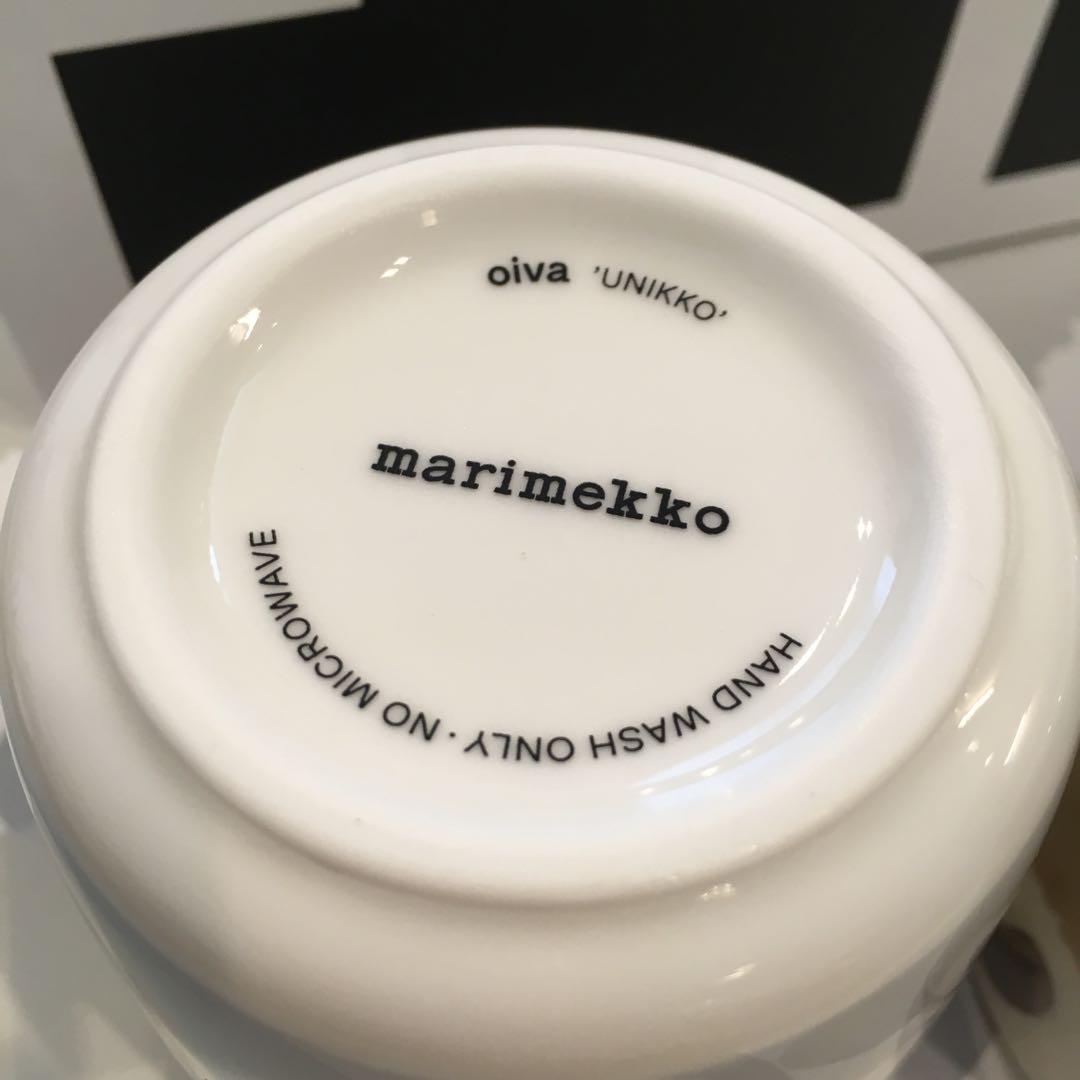 oiva 'UNIKKO'
marimekko
HAND WASH ONLY · NO MICROWAVE